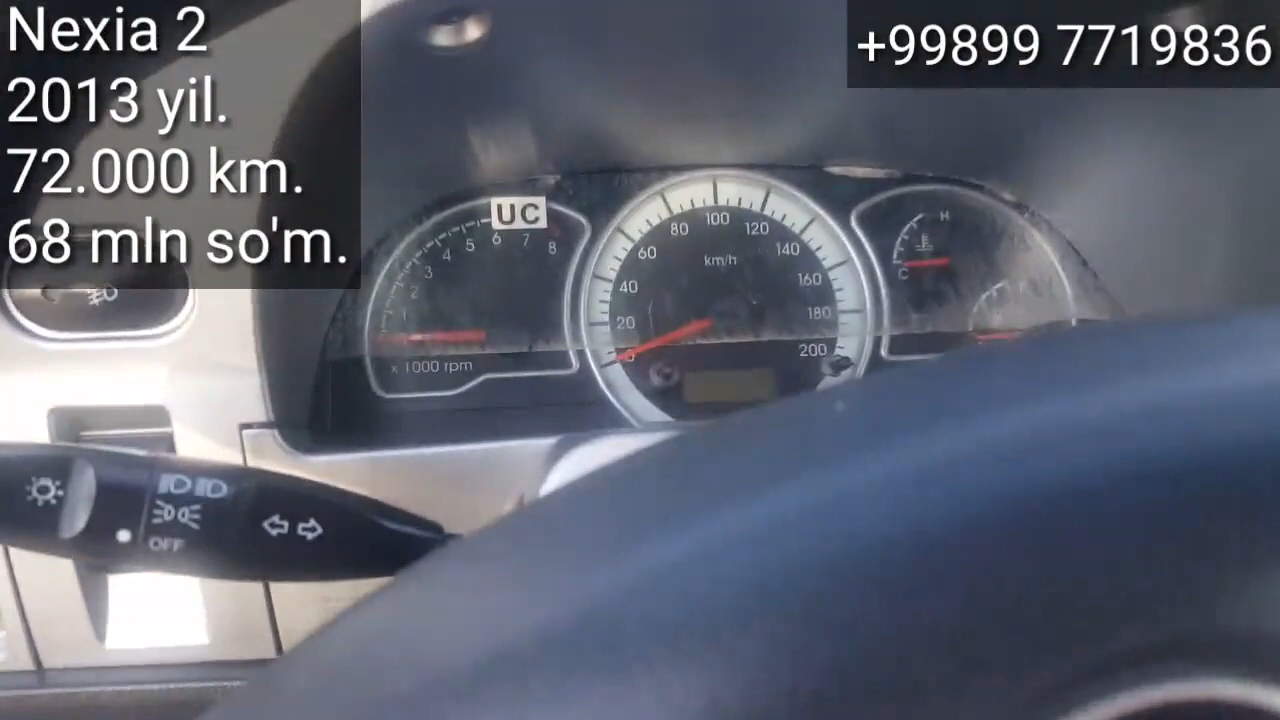 Nexia 2
2013 yil.
72.000 km.
68 mln so'm.
+99899 7719836
UC
1
2
3
4
5
6
7
8
x 1000 rpm
20
40
60
80
100
120
140
160
180
200
km/h
H
C
OFF